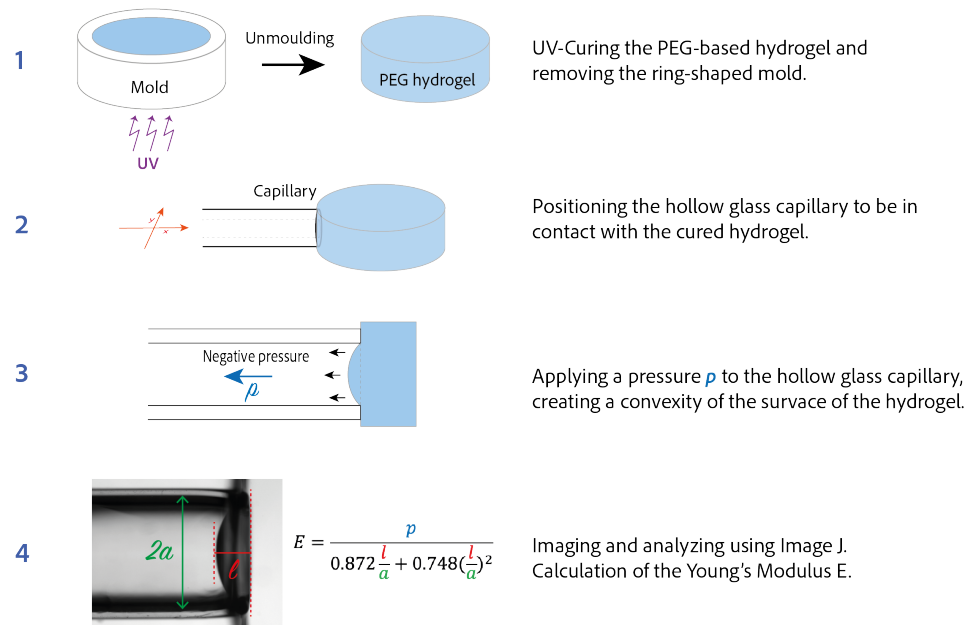 1
Unmoulding
Mold
PEG hydrogel
UV
UV-Curing the PEG-based hydrogel and
removing the ring-shaped mold.
2
y
x
Capillary
Positioning the hollow glass capillary to be in
contact with the cured hydrogel.
3
Negative pressure
p
Applying a pressure p to the hollow glass capillary,
creating a convexity of the survace of the hydrogel.
4
2a
l
E = p / (0.872 l/a + 0.748(l/a)²)
Imaging and analyzing using Image J.
Calculation of the Young's Modulus E.